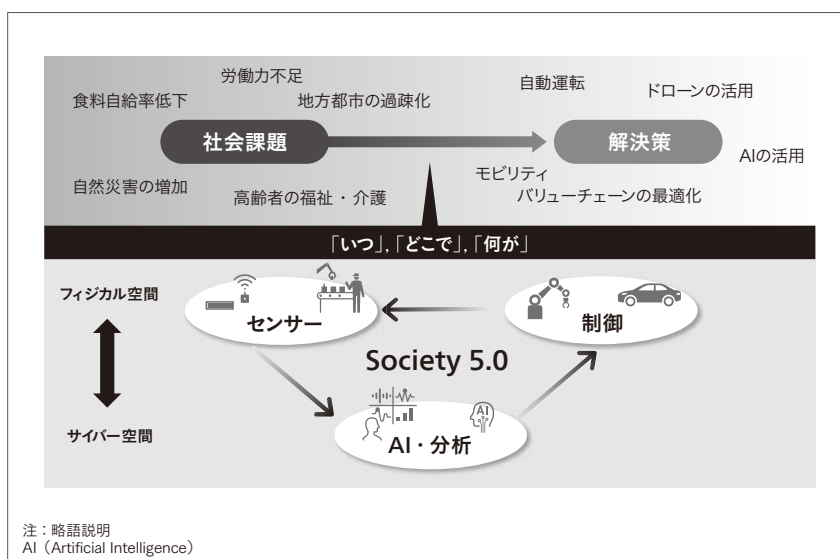 労働力不足
自動運転
ドローンの活用
食料自給率低下
地方都市の過疎化
社会課題
解決策
AIの活用
自然災害の増加
高齢者の福祉・介護
モビリティ
バリューチェーンの最適化
「いつ」,「どこで」,「何が」
フィジカル空間
センサー
制御
Society 5.0
サイバー空間
AI
AI・分析
注：略語説明
AI（Artificial Intelligence）